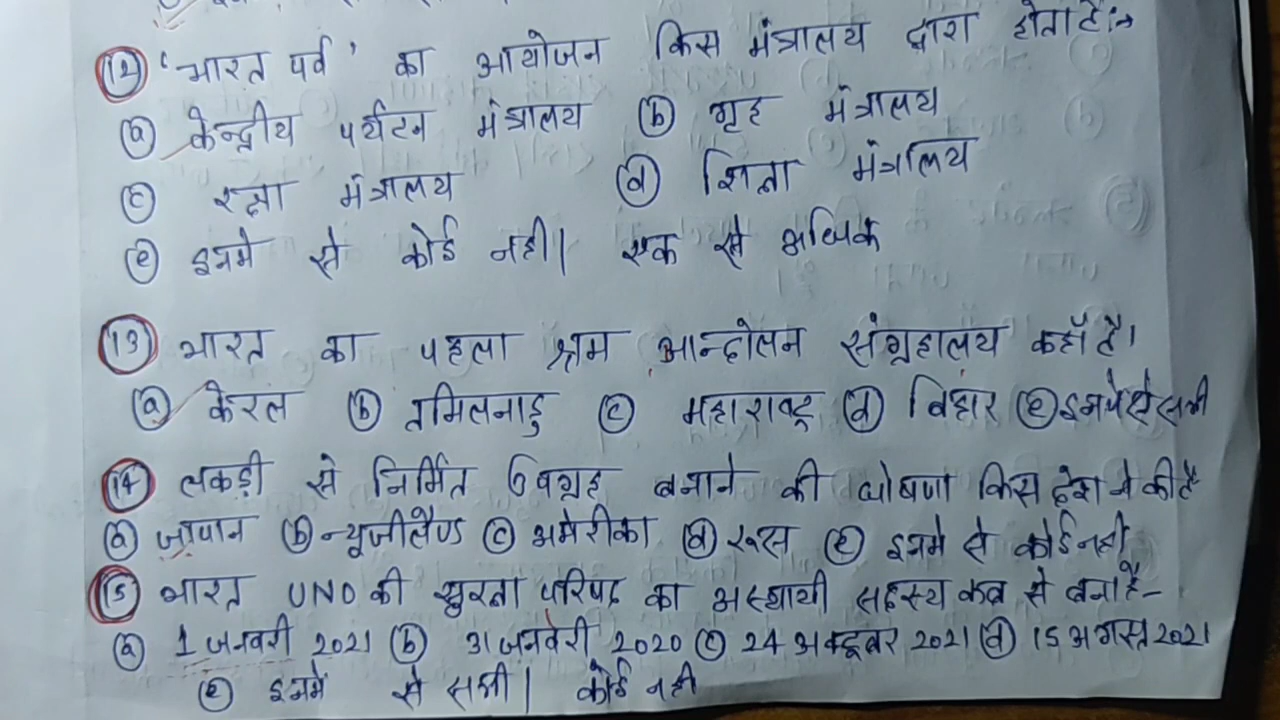 (12) 'भारत पर्व' का आयोजन किस मंत्रालय द्वारा होता है:→
(a) केन्द्रीय पर्यटन मंत्रालय (b) गृह मंत्रालय
(c) रक्षा मंत्रालय (d) शिक्षा मंत्रालय
(e) इनमे से कोई नही| एक से अधिक
(13) भारत का पहला श्रम आन्दोलन संग्रहालय कहाँ है।
(a) केरल (b) तमिलनाडु (c) महाराष्ट्र (d) बिहार (e) इनमे से सभी
(14) लकड़ी से निर्मित उपग्रह बनाने की घोषणा किस देश ने की है
(a) जापान (b) न्यूजीलैण्ड (c) अमेरीका (d) रूस (e) इनमे से कोई नही
(15) भारत UNO की सुरक्षा परिषद का अस्थायी सदस्य कब से बना है–
(a) 1 जनवरी 2021 (b) 31 जनवरी 2020 (c) 24 अक्टूबर 2021 (d) 15 अगस्त 2021
(e) इनमे से सभी| कोई नही